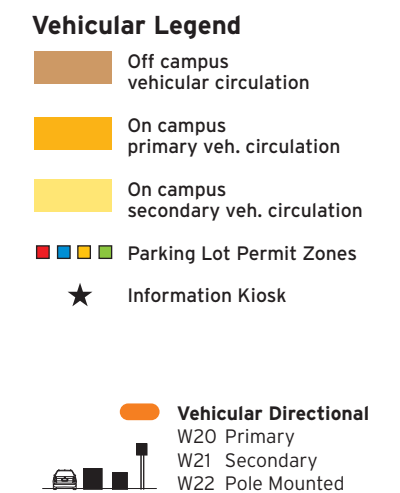 Vehicular Legend
Off campus
vehicular circulation
On campus
primary veh. circulation
On campus
secondary veh. circulation
Parking Lot Permit Zones
Information Kiosk
Vehicular Directional
W20 Primary
W21 Secondary
W22 Pole Mounted